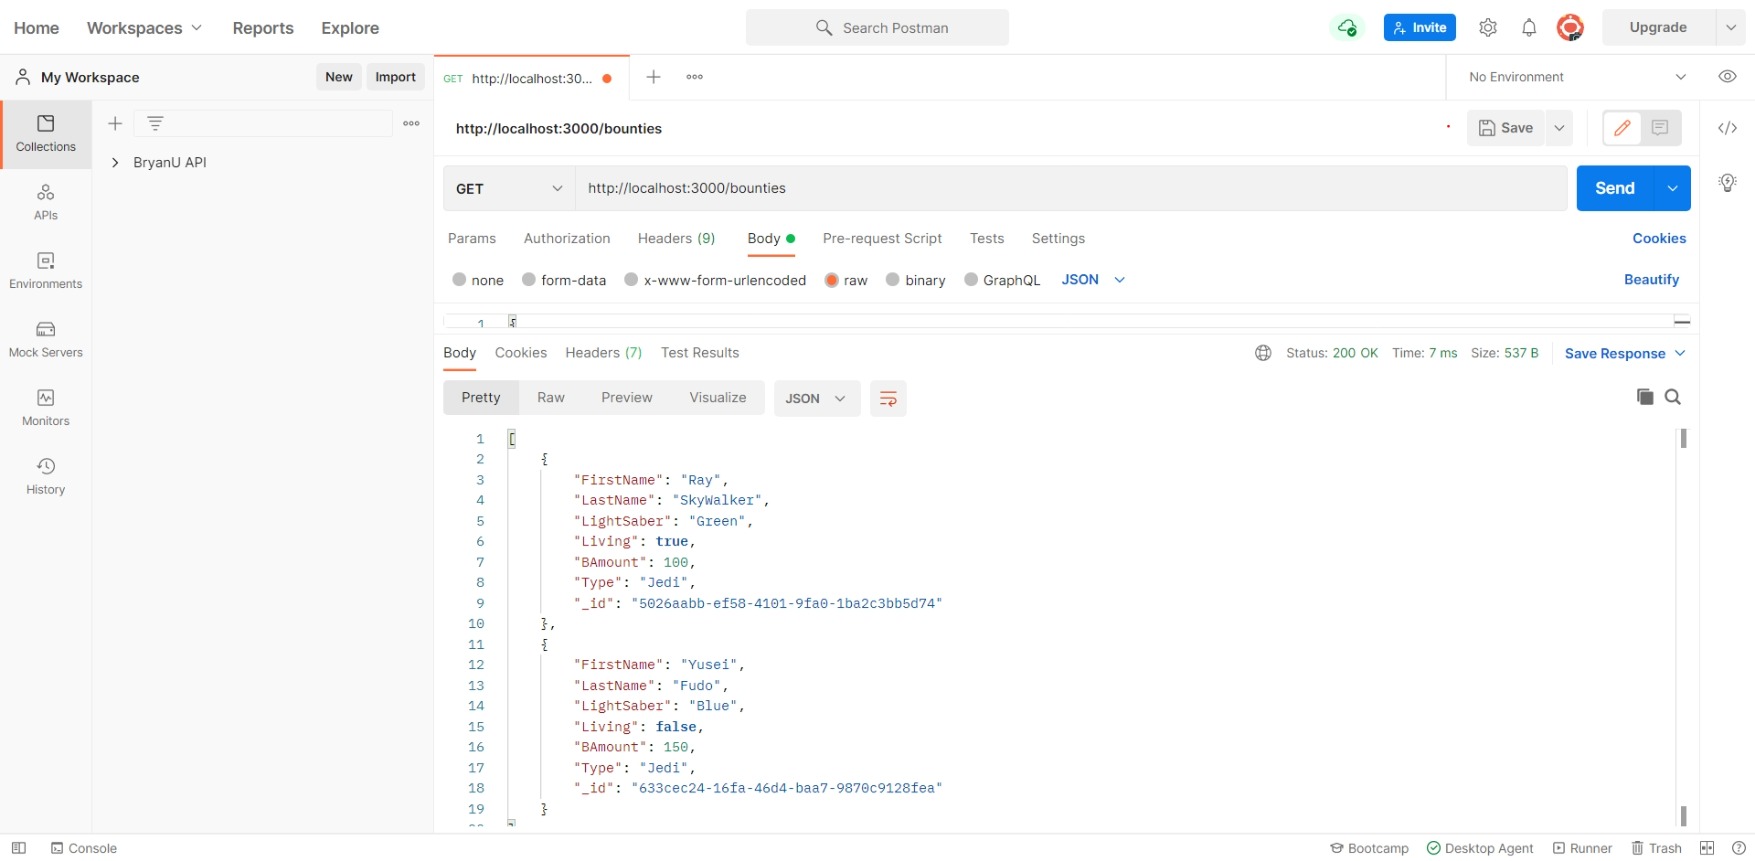 Home Workspaces Reports Explore Search Postman Invite Upgrade
My Workspace New Import GET http://localhost:30... No Environment
Collections
BryanU API
APIs
Environments
Mock Servers
Monitors
History
http://localhost:3000/bounties Save
GET http://localhost:3000/bounties Send
Params Authorization Headers (9) Body Pre-request Script Tests Settings Cookies
none form-data x-www-form-urlencoded raw binary GraphQL JSON Beautify
1 {
Body Cookies Headers (7) Test Results Status: 200 OK Time: 7 ms Size: 537 B Save Response
Pretty Raw Preview Visualize JSON
1 [
2 {
3 "FirstName": "Ray",
4 "LastName": "SkyWalker",
5 "LightSaber": "Green",
6 "Living": true,
7 "BAmount": 100,
8 "Type": "Jedi",
9 "_id": "5026aabb-ef58-4101-9fa0-1ba2c3bb5d74"
10 },
11 {
12 "FirstName": "Yusei",
13 "LastName": "Fudo",
14 "LightSaber": "Blue",
15 "Living": false,
16 "BAmount": 150,
17 "Type": "Jedi",
18 "_id": "633cec24-16fa-46d4-baa7-9870c9128fea"
19 }
Console Bootcamp Desktop Agent Runner Trash